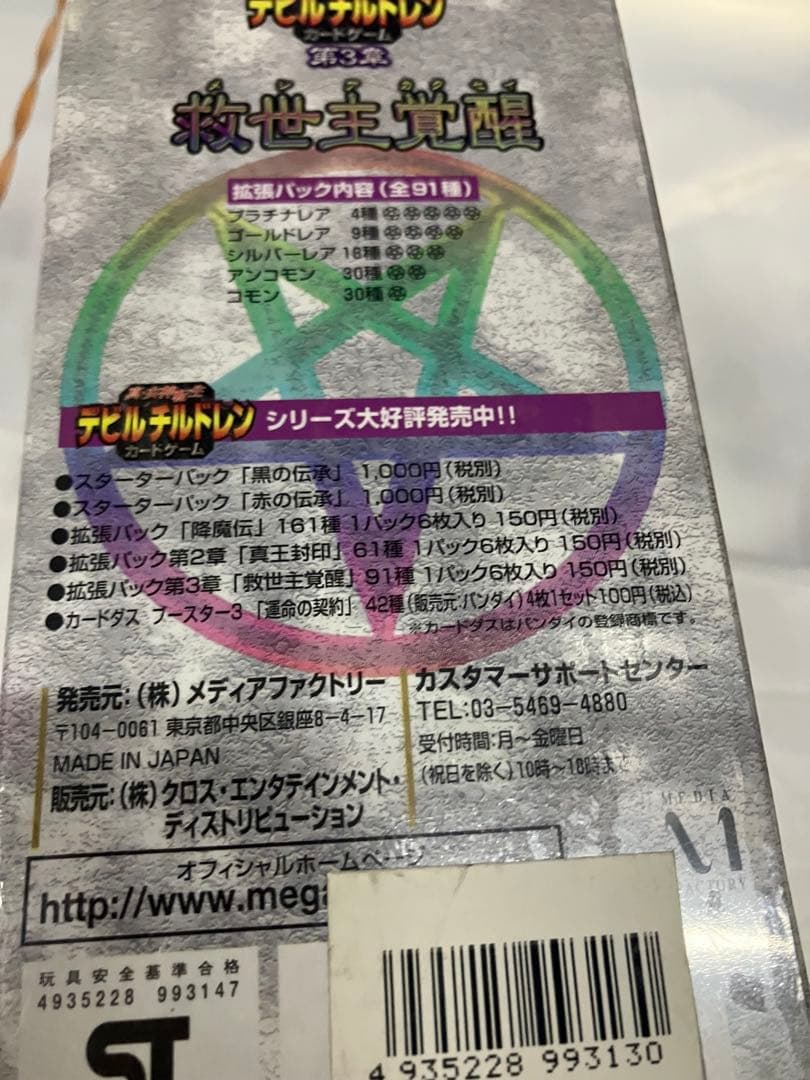 デビルチルドレン
カードゲーム
第3章
メシアカクセイ
救世主覚醒
拡張パック内容(全91種)
プラチナレア 4種
ゴールドレア 9種
シルバーレア 18種
アンコモン 30種
コモン 30種
真・女神転生
デビルチルドレン
カードゲーム
シリーズ大好評発売中!!
●スターターパック「黒の伝承」 1,000円(税別)
●スターターパック「赤の伝承」 1,000円(税別)
●拡張パック「降魔伝」161種 1パック6枚入り 150円(税別)
●拡張パック第2章「真王封印」61種 1パック6枚入り 150円(税別)
●拡張パック第3章「救世主覚醒」91種 1パック6枚入り 150円(税別)
●カードダス ブースター3「運命の契約」 42種(販売元:バンダイ)4枚1セット100円(税込)
※カードダスはバンダイの登録商標です。
発売元:(株)メディアファクトリー
〒104-0061 東京都中央区銀座8-4-17
MADE IN JAPAN
販売元:(株)クロス・エンタテインメント・
ディストリビューション
カスタマーサポートセンター
TEL:03-5469-4880
受付時間:月~金曜日
(祝日を除く)10時~18時まで
MEDIA
FACTORY
オフィシャルホームページ
http://www.mega
玩具安全基準合格
4935228 993147
ST
4 935228 993130